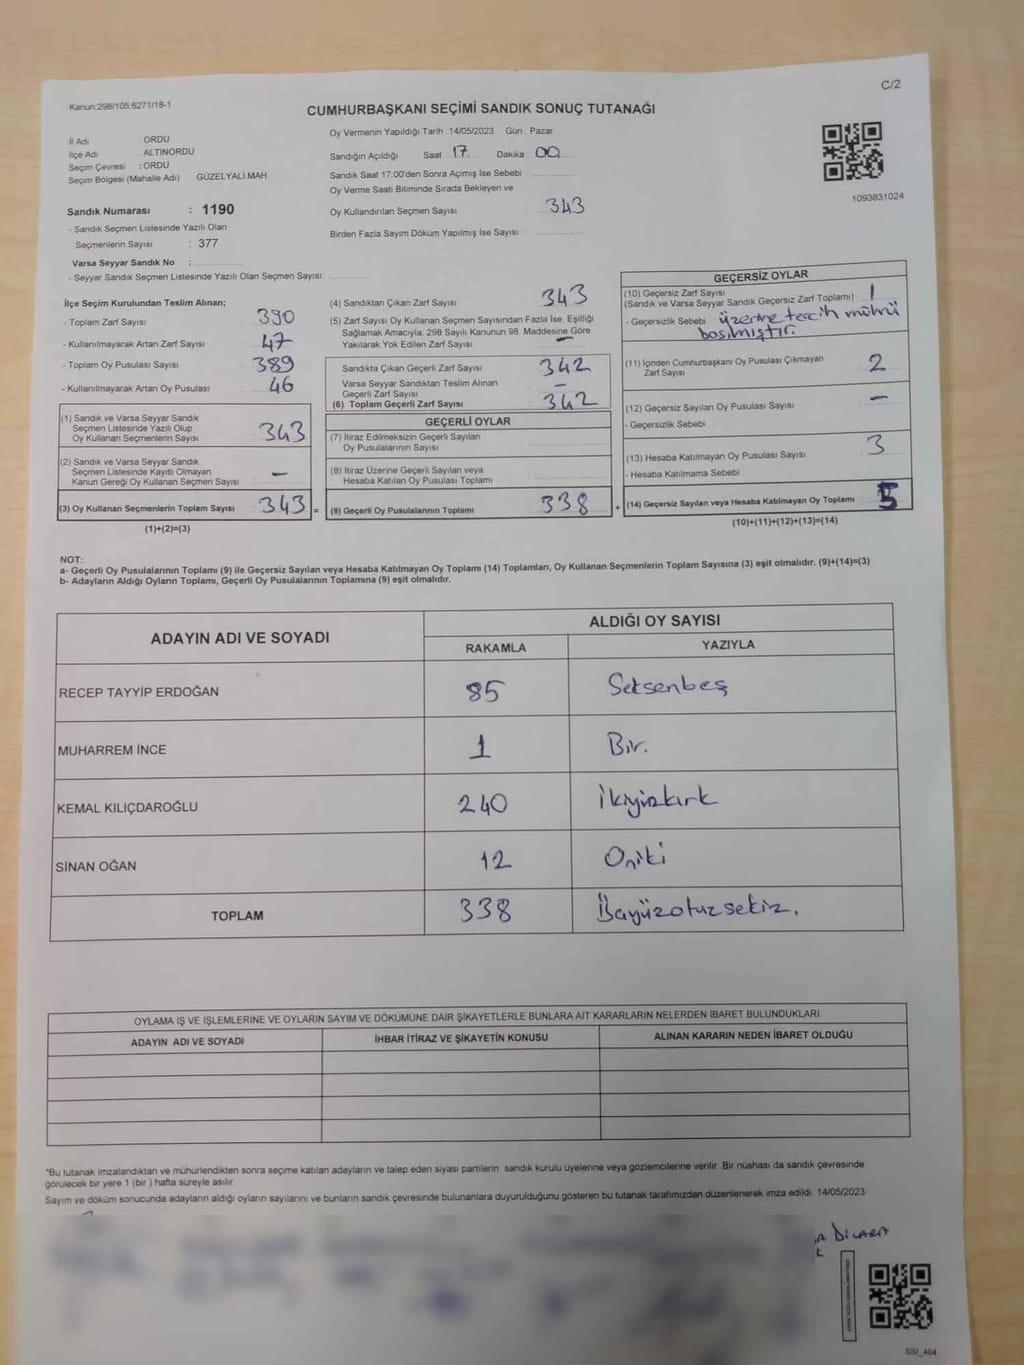 C/2
Kanun:298/105;6271/18-1
CUMHURBAŞKANI SEÇİMİ SANDIK SONUÇ TUTANAĞI
İl Adı : ORDU
İlçe Adı : ALTINORDU
Seçim Çevresi : ORDU
Seçim Bölgesi (Mahalle Adı) : GÜZELYALI MAH.
Oy Vermenin Yapıldığı Tarih :14/05/2023 Gün : Pazar
Sandığın Açıldığı Saat 17 Dakika 00
Sandık Saat 17:00'den Sonra Açımış İse Sebebi :
Oy Verme Saati Bitiminde Sırada Bekleyen ve
Oy Kullandırılan Seçmen Sayısı : 343
Birden Fazla Sayım Döküm Yapılmış İse Sayısı :
1093831024
Sandık Numarası : 1190
- Sandık Seçmen Listesinde Yazılı Olan
Seçmenlerin Sayısı : 377
Varsa Seyyar Sandık No :
- Seyyar Sandık Seçmen Listesinde Yazılı Olan Seçmen Sayısı:
İlçe Seçim Kurulundan Teslim Alınan;
- Toplam Zarf Sayısı : 390
- Kullanılmayarak Artan Zarf Sayısı : 47
- Toplam Oy Pusulası Sayısı : 389
- Kullanılmayarak Artan Oy Pusulası : 46
(1) Sandık ve Varsa Seyyar Sandık
Seçmen Listesinde Yazılı Olup
Oy Kullanan Seçmenlerin Sayısı : 343
(2) Sandık ve Varsa Seyyar Sandık
Seçmen Listesinde Kayıtlı Olmayan
Kanun Gereği Oy Kullanan Seçmen Sayısı : -
(3) Oy Kullanan Seçmenlerin Toplam Sayısı : 343 =
(1)+(2)=(3)
(4) Sandıktan Çıkan Zarf Sayısı : 343
(5) Zarf Sayısı Oy Kullanan Seçmen Sayısından Fazla İse, Eşitliği
Sağlamak Amacıyla, 298 Sayılı Kanunun 98. Maddesine Göre
Yakılarak Yok Edilen Zarf Sayısı : -
Sandıkta Çıkan Geçerli Zarf Sayısı : 342
Varsa Seyyar Sandıktan Teslim Alınan
Geçerli Zarf Sayısı : -
(6) Toplam Geçerli Zarf Sayısı : 342
GEÇERLİ OYLAR
(7) İtiraz Edilmeksizin Geçerli Sayılan
Oy Pusulalarının Sayısı :
(8) İtiraz Üzerine Geçerli Sayılan veya
Hesaba Katılan Oy Pusulası Toplamı :
(9) Geçerli Oy Pusulalarının Toplamı : 338 +
GEÇERSİZ OYLAR
(10) Geçersiz Zarf Sayısı
(Sandık ve Varsa Seyyar Sandık Geçersiz Zarf Toplamı) : 1
- Geçersizlik Sebebi : üzerine tercih mühürü
basılmıştır.
(11) İçinden Cumhurbaşkanı Oy Pusulası Çıkmayan
Zarf Sayısı : 2
(12) Geçersiz Sayılan Oy Pusulası Sayısı : -
- Geçersizlik Sebebi :
(13) Hesaba Katılmayan Oy Pusulası Sayısı : 3
- Hesaba Katılmama Sebebi :
(14) Geçersiz Sayılan veya Hesaba Katılmayan Oy Toplamı : 5
(10)+(11)+(12)+(13)=(14)
NOT:
a- Geçerli Oy Pusulalarının Toplamı (9) ile Geçersiz Sayılan veya Hesaba Katılmayan Oy Toplamı (14) Toplamları, Oy Kullanan Seçmenlerin Toplam Sayısına (3) eşit olmalıdır. (9)+(14)=(3)
b- Adayların Aldığı Oyların Toplamı, Geçerli Oy Pusulalarının Toplamına (9) eşit olmalıdır.
ADAYIN ADI VE SOYADI ALDIĞI OY SAYISI
RAKAMLA YAZIYLA
RECEP TAYYİP ERDOĞAN 85 Seksenbeş
MUHARREM İNCE 1 Bir.
KEMAL KILIÇDAROĞLU 240 İkiyüzkırk
SİNAN OĞAN 12 Oniki
TOPLAM 338 Üçyüzotuzsekiz.
OYLAMA İŞ VE İŞLEMLERİNE VE OYLARIN SAYIM VE DÖKÜMÜNE DAİR ŞİKAYETLERLE BUNLARA AİT KARARLARIN NELERDEN İBARET BULUNDUKLARI
ADAYIN ADI VE SOYADI İHBAR İTİRAZ VE ŞİKAYETİN KONUSU ALINAN KARARIN NEDEN İBARET OLDUĞU
*Bu tutanak imzalandıktan ve mühürlendikten sonra seçime katılan adayların ve talep eden siyasi partilerin sandık kurulu üyelerine veya gözlemcilerine verilir. Bir nüshası da sandık çevresinde
görülecek bir yere 1 (bir ) hafta süreyle asılır.
Sayım ve döküm sonucunda adayların aldığı oyların sayılarını ve bunların sandık çevresinde bulunanlara duyurulduğunu gösteren bu tutanak tarafımızdan düzenlenerek imza edildi. 14/05/2023
SSI_404